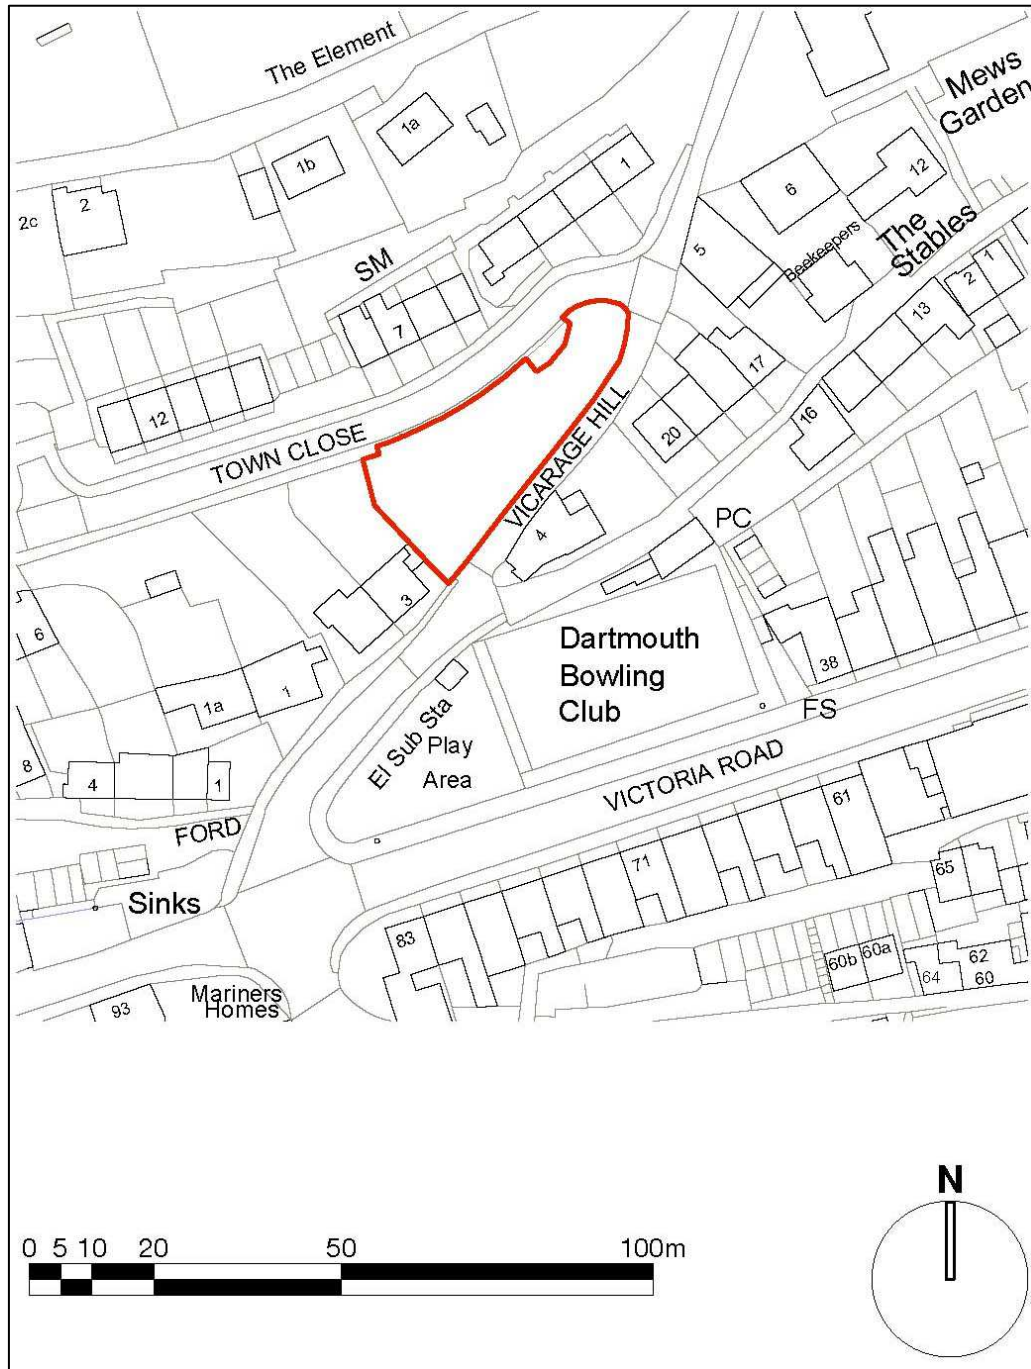 The Element
Mews
Garden
1a
1b
1
2
2c
6
12
SM
5
Beekeepers
The
Stables
1
2
13
7
17
12
TOWN CLOSE
VICARAGE HILL
20
16
PC
4
3
6
Dartmouth
Bowling
Club
38
FS
1
1a
El Sub Sta
Play
Area
8
4
1
VICTORIA ROAD
61
FORD
71
65
Sinks
83
60b
60a
62
64
60
Mariners
Homes
93
N
0 5 10 20 50 100m